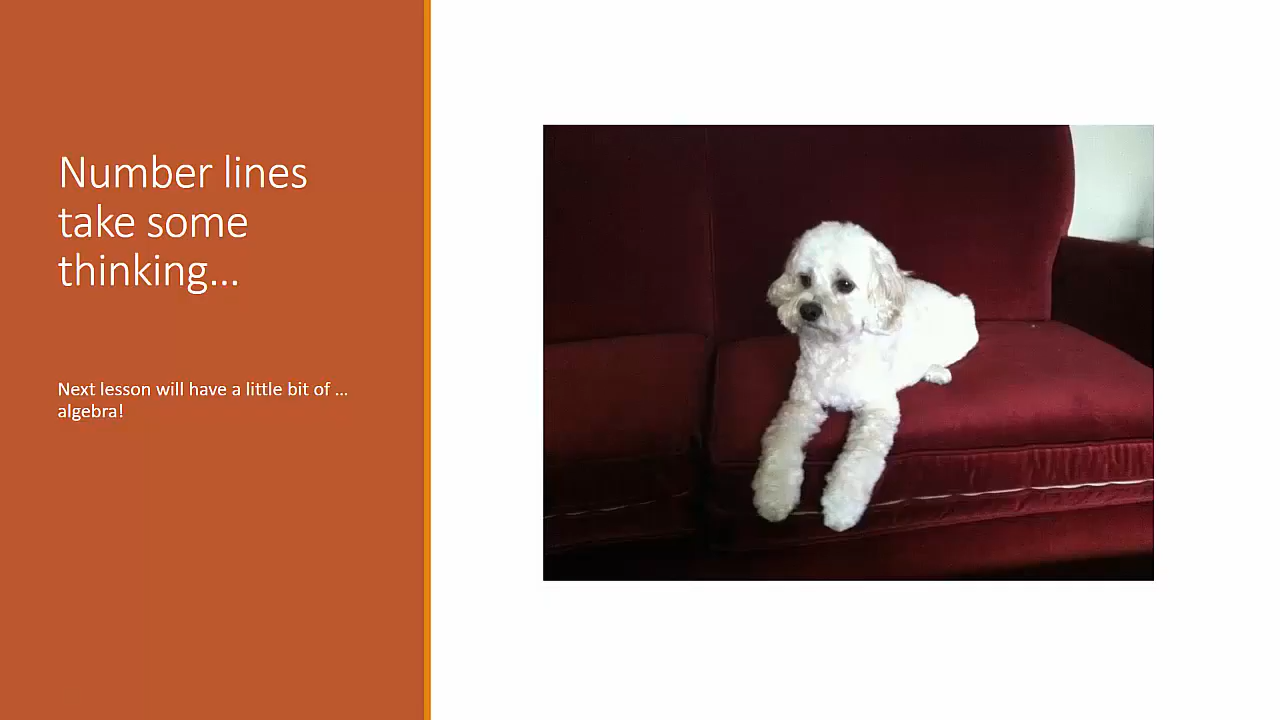 Number lines
take some
thinking...
Next lesson will have a little bit of ...
algebra!